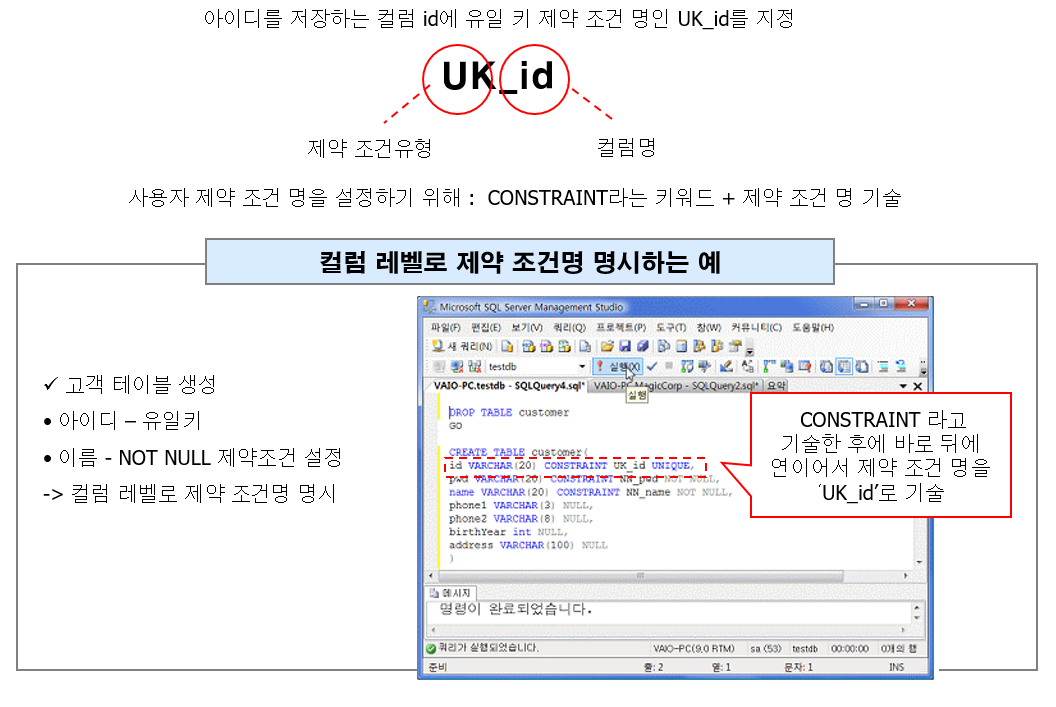 아이디를 저장하는 컬럼 id에 유일 키 제약 조건 명인 UK_id를 지정
UK_id
제약 조건유형
컬럼명
사용자 제약 조건 명을 설정하기 위해 : CONSTRAINT라는 키워드 + 제약 조건 명 기술
컬럼 레벨로 제약 조건명 명시하는 예
✓ 고객 테이블 생성
• 아이디 – 유일키
• 이름 - NOT NULL 제약조건 설정
-> 컬럼 레벨로 제약 조건명 명시
Microsoft SQL Server Management Studio
파일(F) 편집(E) 보기(V) 쿼리(Q) 프로젝트(P) 도구(T) 창(W) 커뮤니티(C) 도움말(H)
새 쿼리(N)
testdb 실행(X)
VAIO-PC.testdb - SQLQuery4.sql* VAIO-PC.MagicCorp - SQLQuery2.sql* 요약
실행
DROP TABLE customer
GO
CREATE TABLE customer(
id VARCHAR(20) CONSTRAINT UK_id UNIQUE,
pwd VARCHAR(20) CONSTRAINT NN_pwd NOT NULL,
name VARCHAR(20) CONSTRAINT NN_name NOT NULL,
phone1 VARCHAR(3) NULL,
phone2 VARCHAR(8) NULL,
birthYear int NULL,
address VARCHAR(100) NULL
)
CONSTRAINT 라고
기술한 후에 바로 뒤에
연이어서 제약 조건 명을
‘UK_id’로 기술
메시지
명령이 완료되었습니다.
쿼리가 실행되었습니다. VAIO-PC(9,0 RTM) sa (53) testdb 00:00:00 0개의 행
준비 줄: 2 열: 1 문자: 1 INS